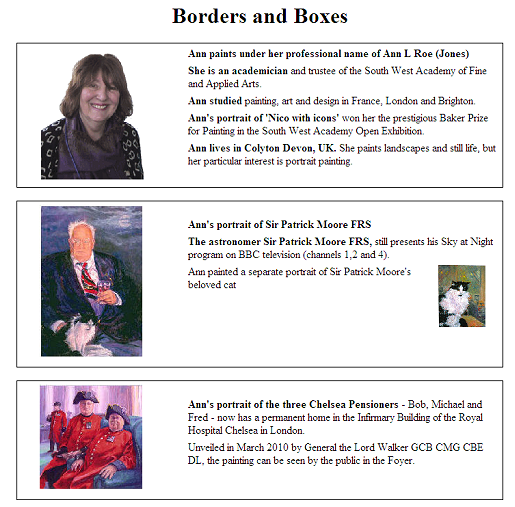 Borders and Boxes
Ann paints under her professional name of Ann L Roe (Jones)
She is an academician and trustee of the South West Academy of Fine
and Applied Arts.
Ann studied painting, art and design in France, London and Brighton.
Ann's portrait of 'Nico with icons' won her the prestigious Baker Prize
for Painting in the South West Academy Open Exhibition.
Ann lives in Colyton Devon, UK. She paints landscapes and still life, but
her particular interest is portrait painting.
Ann's portrait of Sir Patrick Moore FRS
The astronomer Sir Patrick Moore FRS, still presents his Sky at Night
program on BBC television (channels 1,2 and 4).
Ann painted a separate portrait of Sir Patrick Moore's
beloved cat
Ann's portrait of the three Chelsea Pensioners - Bob, Michael and
Fred - now has a permanent home in the Infirmary Building of the Royal
Hospital Chelsea in London.
Unveiled in March 2010 by General the Lord Walker GCB CMG CBE
DL, the painting can be seen by the public in the Foyer.